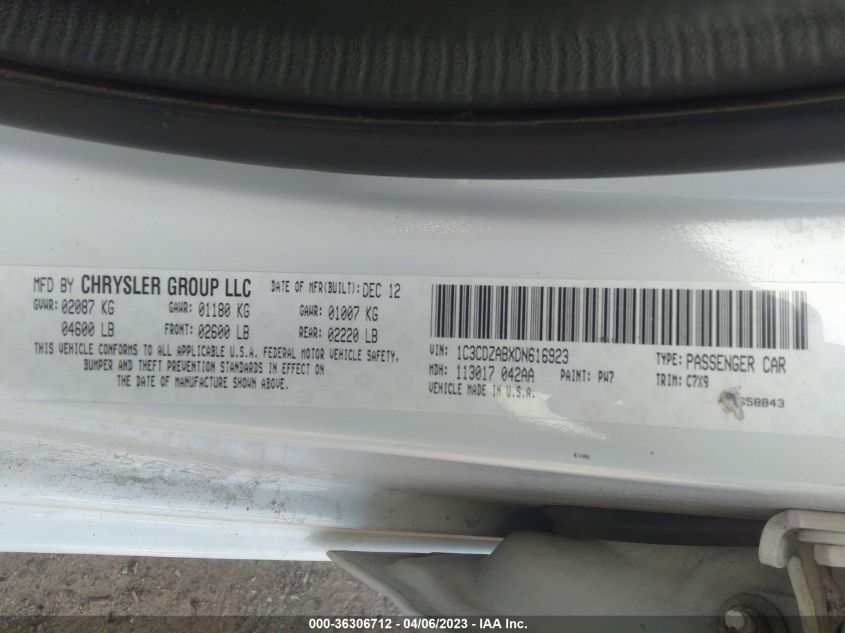 MFD BY CHRYSLER GROUP LLC DATE OF MFR(BUILT): DEC 12
GVWR: 02087 KG GAWR: 01180 KG GAWR: 01007 KG
04600 LB FRONT: 02600 LB REAR: 02220 LB
THIS VEHICLE CONFORMS TO ALL APPLICABLE U.S.A. FEDERAL MOTOR VEHICLE SAFETY,
BUMPER AND THEFT PREVENTION STANDARDS IN EFFECT ON
THE DATE OF MANUFACTURE SHOWN ABOVE.
VIN: 1C3CDZABXDN616923 TYPE: PASSENGER CAR
MDH: 113017 042AA PAINT: PW7 TRIM: C7X9
VEHICLE MADE IN U.S.A.
000-36306712 - 04/06/2023 - IAA Inc.